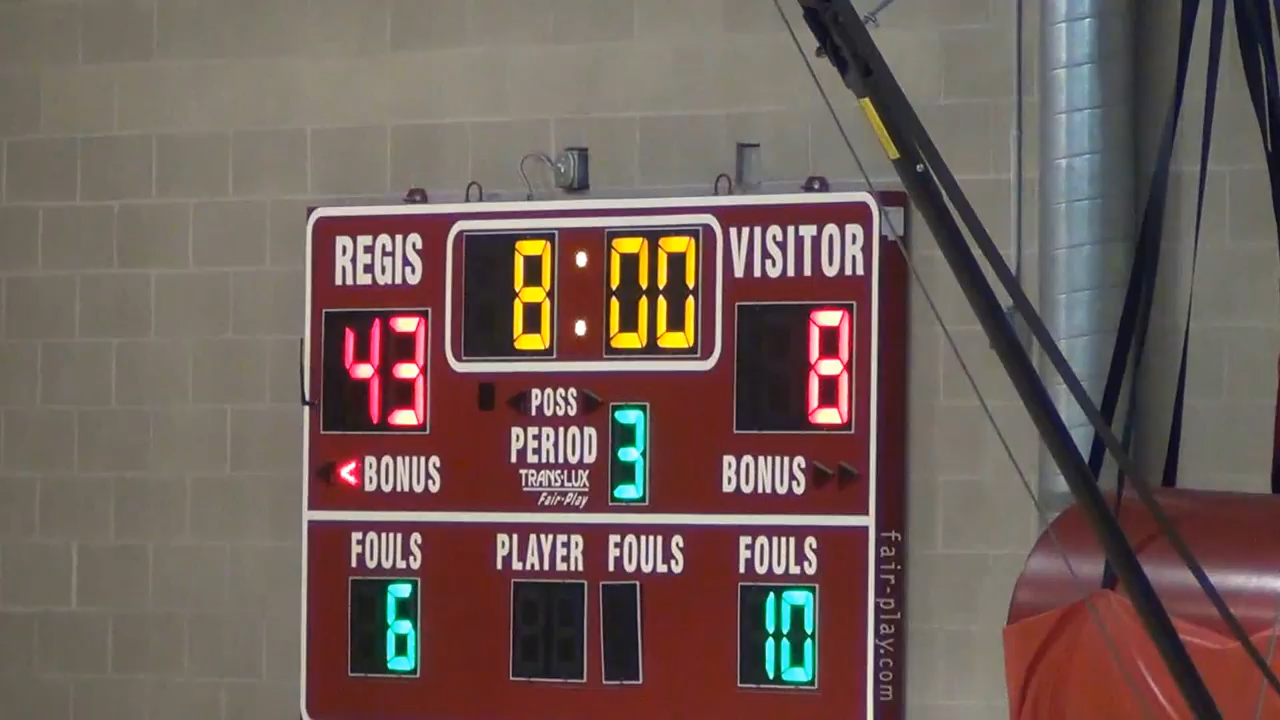 REGIS
8:00
VISITOR
43
8
POSS
PERIOD 3
TRANS-LUX
Fair-Play
< BONUS
BONUS
FOULS
PLAYER FOULS
FOULS
6
10
fair-play.com